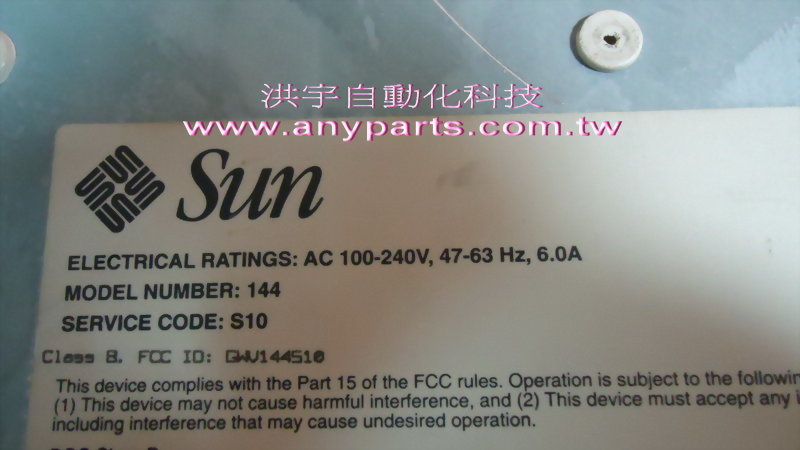 洪宇自動化科技
www.anyparts.com.tw
Sun
ELECTRICAL RATINGS: AC 100-240V, 47-63 Hz, 6.0A
MODEL NUMBER: 144
SERVICE CODE: S10
Class B. FCC ID: GWV144S10
This device complies with the Part 15 of the FCC rules. Operation is subject to the following
(1) This device may not cause harmful interference, and (2) This device must accept any
including interference that may cause undesired operation.